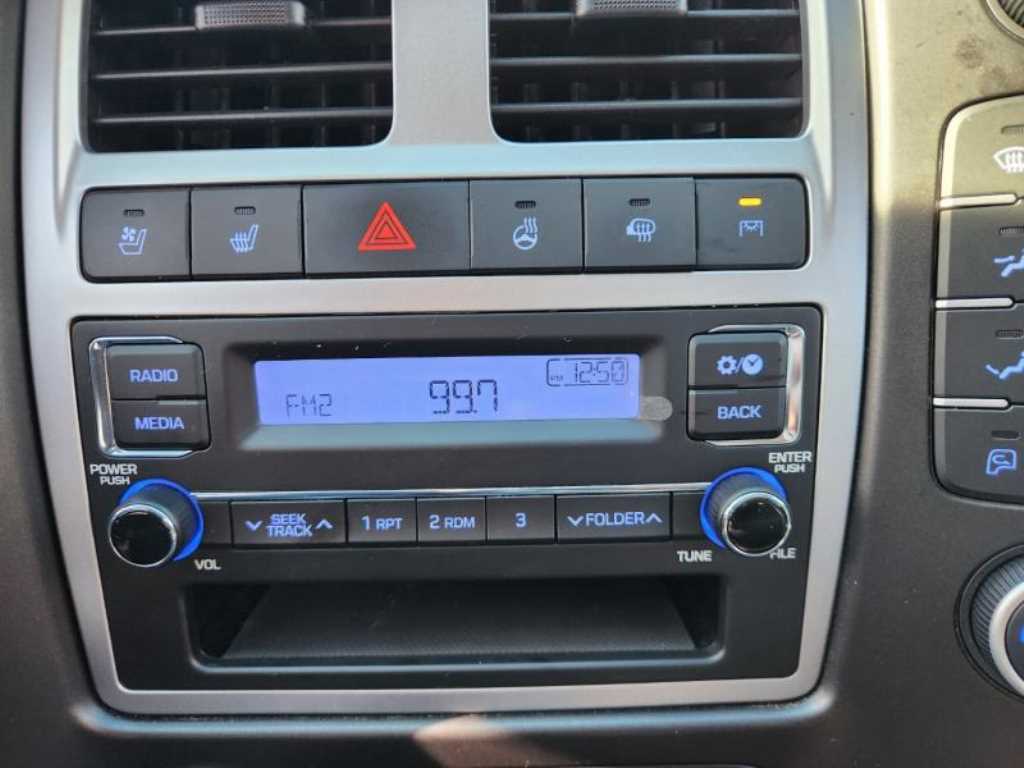 RADIO
MEDIA
FM2
99.7
PM 12:50
BACK
POWER
PUSH
ENTER
PUSH
SEEK
TRACK
1 RPT
2 RDM
3
FOLDER
VOL
TUNE
FILE